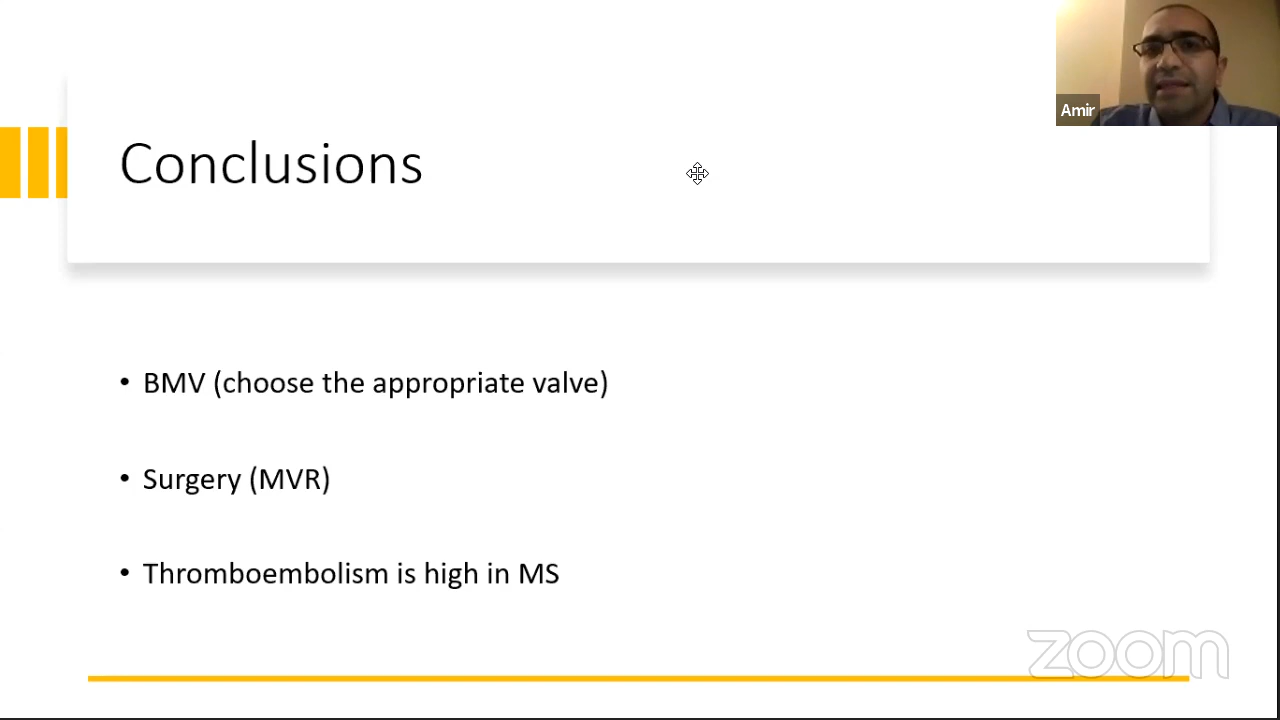 Amir
Conclusions
• BMV (choose the appropriate valve)
• Surgery (MVR)
• Thromboembolism is high in MS
zoom